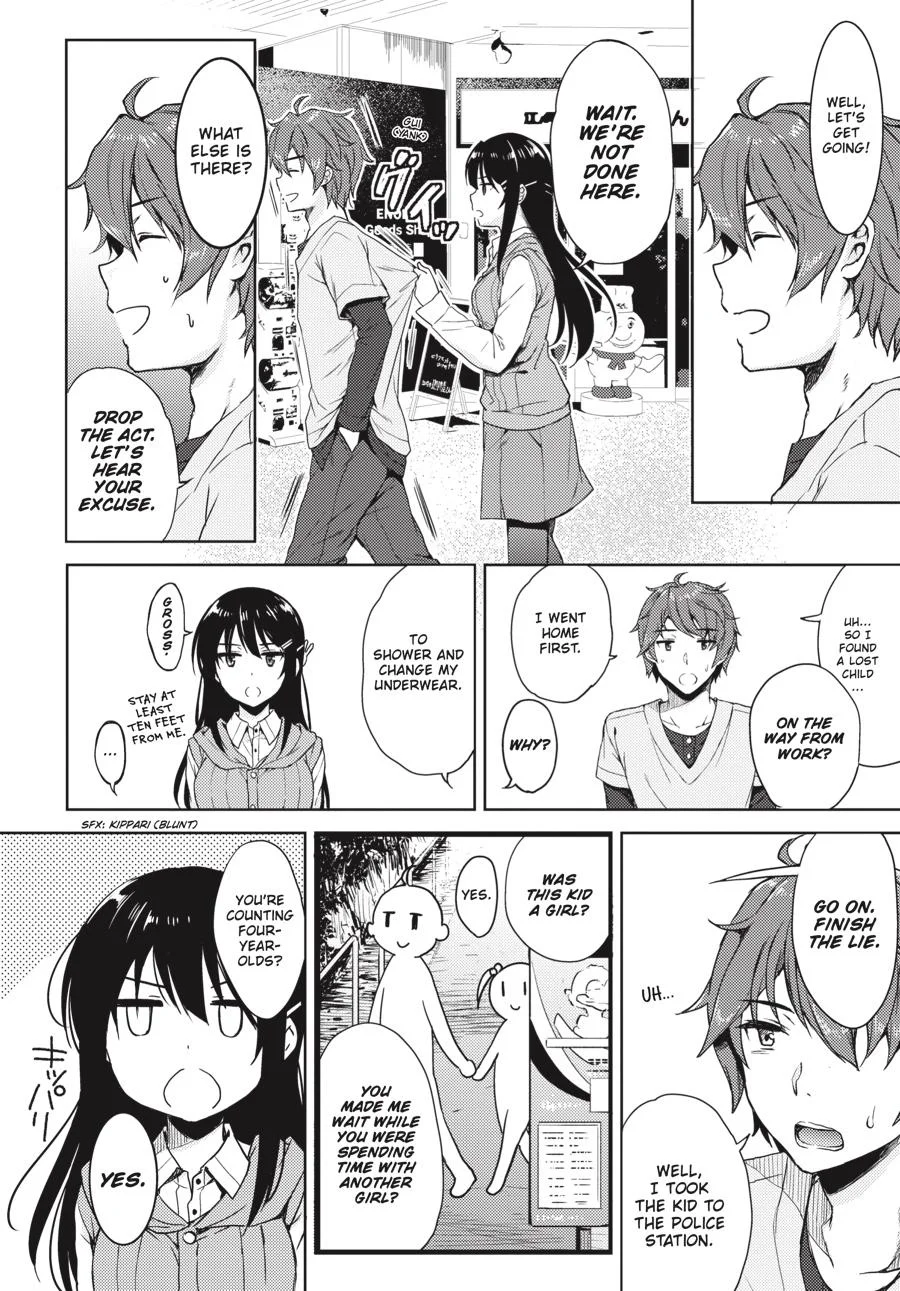 WELL,
LET'S
GET
GOING!
WAIT.
WE'RE
NOT
DONE
HERE.
GUI
(YANK)
グイッ
ん
Goods Sh
WHAT
ELSE IS
THERE?
DROP
THE ACT.
LET'S
HEAR
YOUR
EXCUSE.
UH...
SO I
FOUND
A LOST
CHILD
...
ON THE
WAY FROM
WORK?
I WENT
HOME
FIRST.
WHY?
TO
SHOWER AND
CHANGE MY
UNDERWEAR.
GROSS.
STAY AT
LEAST
TEN FEET
FROM ME.
...
SFX: KIPPARI (BLUNT)
GO ON.
FINISH
THE LIE.
UH...
WELL,
I TOOK
THE KID TO
THE POLICE
STATION.
WAS
THIS KID
A GIRL?
YES.
YOU
MADE ME
WAIT WHILE
YOU WERE
SPENDING
TIME WITH
ANOTHER
GIRL?
YOU'RE
COUNTING
FOUR-
YEAR-
OLDS?
キッパリ
YES.